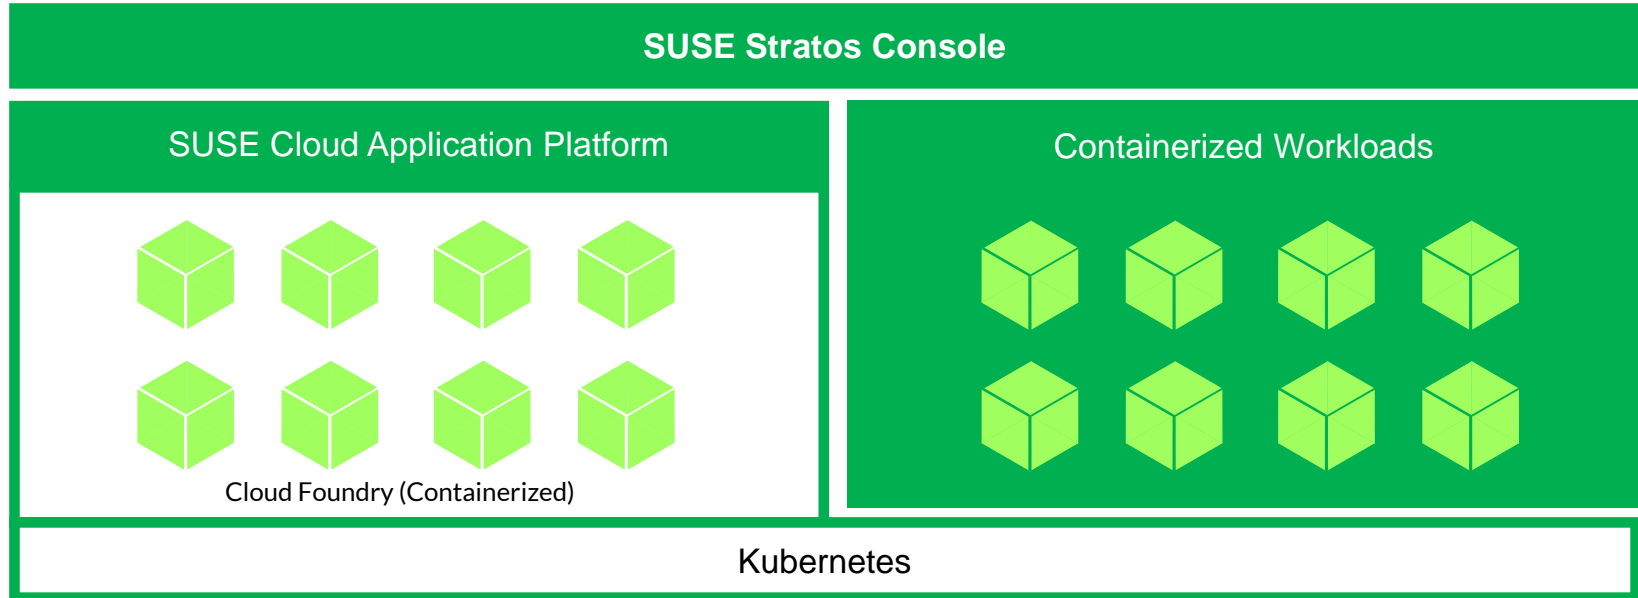 SUSE Stratos Console
SUSE Cloud Application Platform
Containerized Workloads
Cloud Foundry (Containerized)
Kubernetes